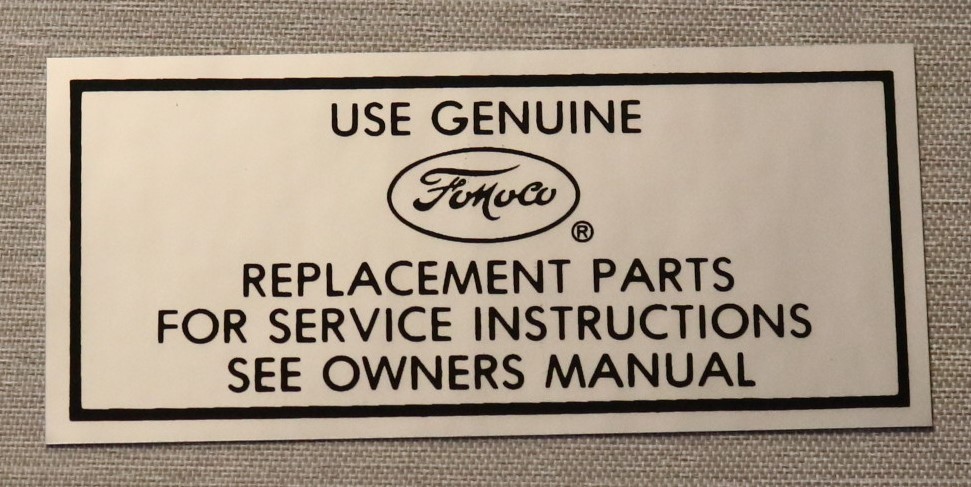 USE GENUINE
FoMoCo
®
REPLACEMENT PARTS
FOR SERVICE INSTRUCTIONS
SEE OWNERS MANUAL